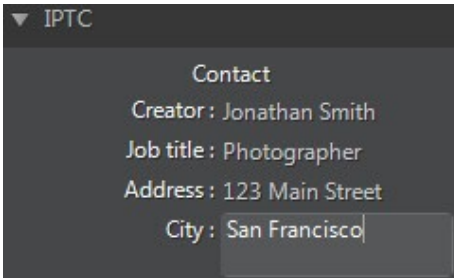 IPTC
Contact
Creator : Jonathan Smith
Job title : Photographer
Address : 123 Main Street
City : San Francisco